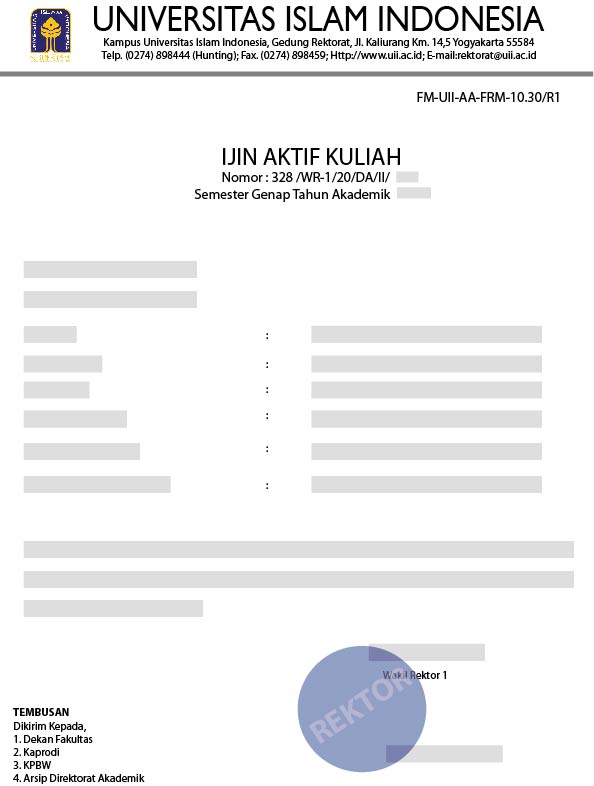 UNIVERSITAS ISLAM INDONESIA
Kampus Universitas Islam Indonesia, Gedung Rektorat, Jl. Kaliurang Km. 14,5 Yogyakarta 55584
Telp. (0274) 898444 (Hunting); Fax. (0274) 898459; Http://www.uii.ac.id; E-mail:rektorat@uii.ac.id
FM-UII-AA-FRM-10.30/R1
IJIN AKTIF KULIAH
Nomor : 328 /WR-1/20/DA/II/
Semester Genap Tahun Akademik
:
:
:
:
:
:
Wakil Rektor 1
REKTOR
TEMBUSAN
Dikirim Kepada,
1. Dekan Fakultas
2. Kaprodi
3. KPBW
4. Arsip Direktorat Akademik